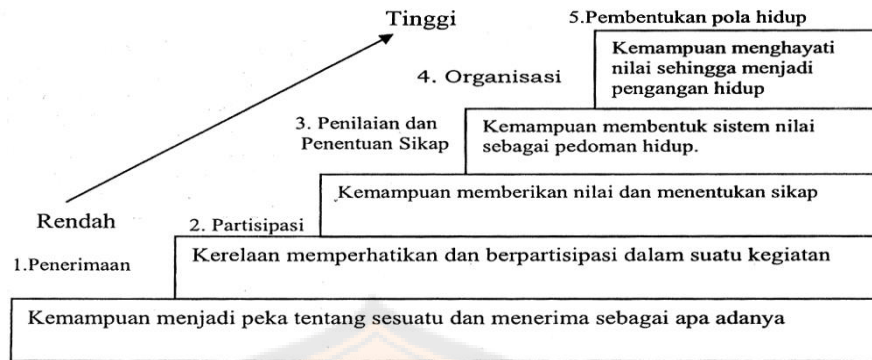 Tinggi
5.Pembentukan pola hidup
Kemampuan menghayati
nilai sehingga menjadi
pengangan hidup
4. Organisasi
3. Penilaian dan
Penentuan Sikap
Kemampuan membentuk sistem nilai
sebagai pedoman hidup.
Kemampuan memberikan nilai dan menentukan sikap
Rendah
2. Partisipasi
1.Penerimaan
Kerelaan memperhatikan dan berpartisipasi dalam suatu kegiatan
Kemampuan menjadi peka tentang sesuatu dan menerima sebagai apa adanya